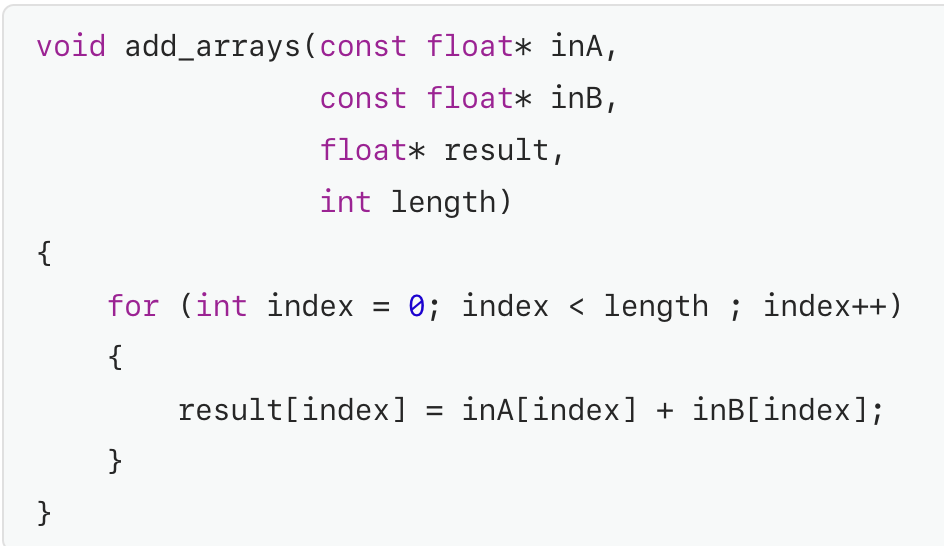 void add_arrays(const float* inA,
                const float* inB,
                float* result,
                int length)
{
    for (int index = 0; index < length ; index++)
    {
        result[index] = inA[index] + inB[index];
    }
}